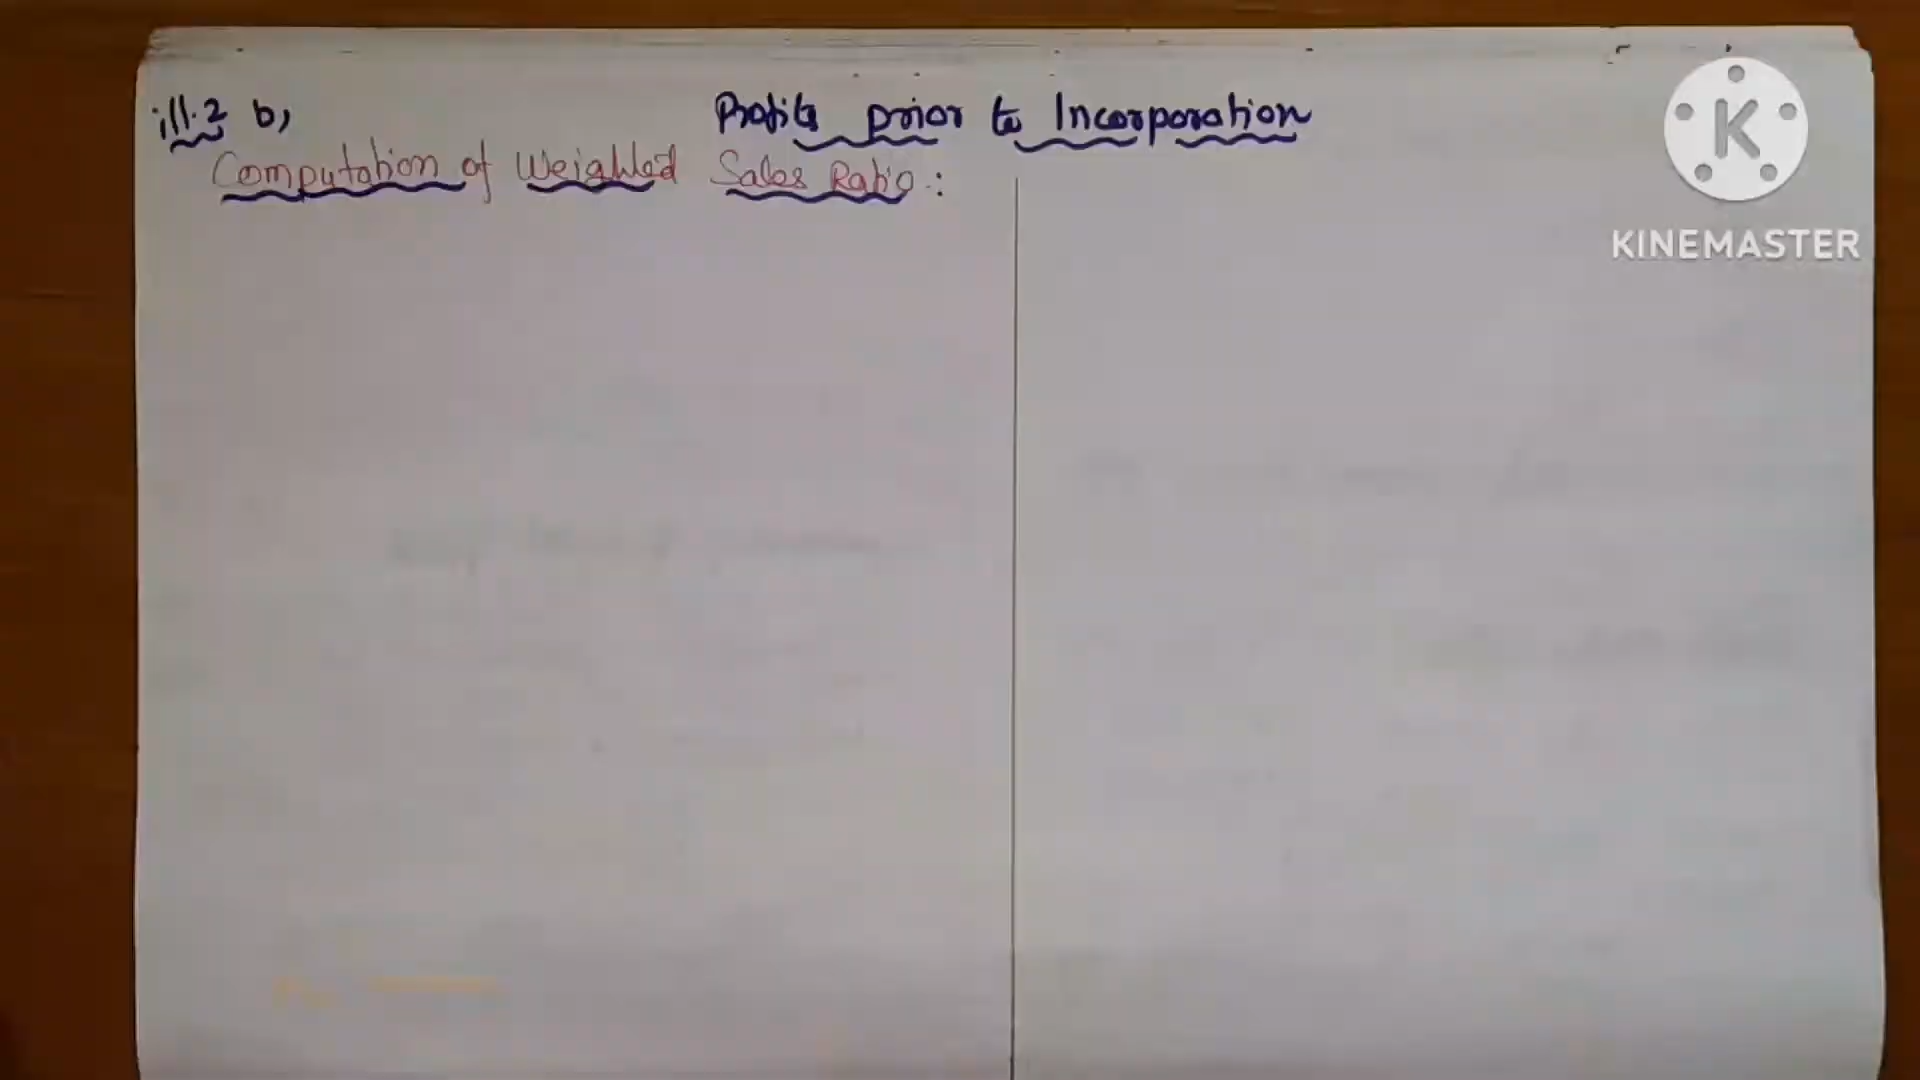 ill.2 b, Profits prior to Incorporation
Computation of Weighted Sales Ratio :
K
KINEMASTER